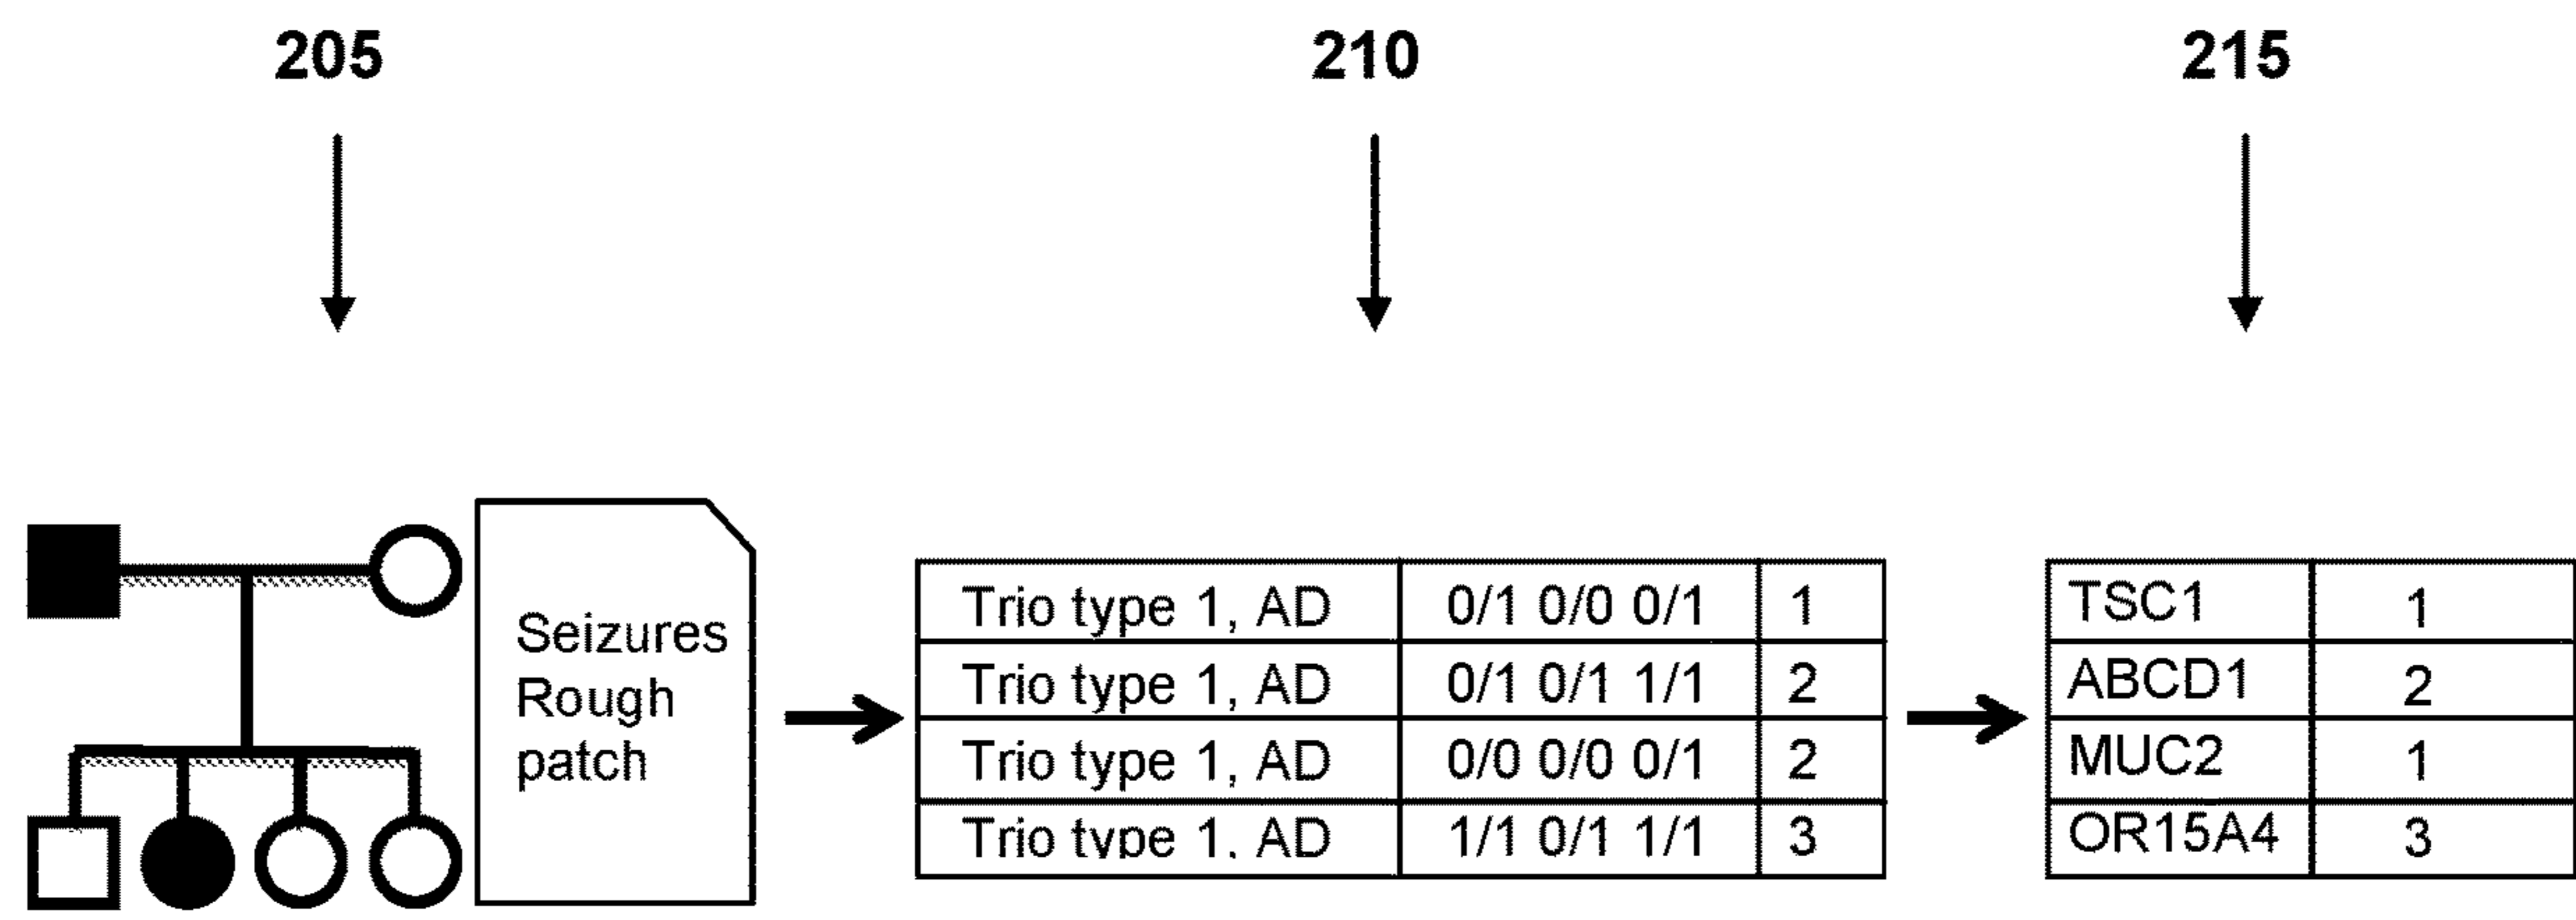 205 210 215
Seizures
Rough
patch
Trio type 1, AD 0/1 0/0 0/1 1
Trio type 1, AD 0/1 0/1 1/1 2
Trio type 1, AD 0/0 0/0 0/1 2
Trio type 1, AD 1/1 0/1 1/1 3
TSC1 1
ABCD1 2
MUC2 1
OR15A4 3